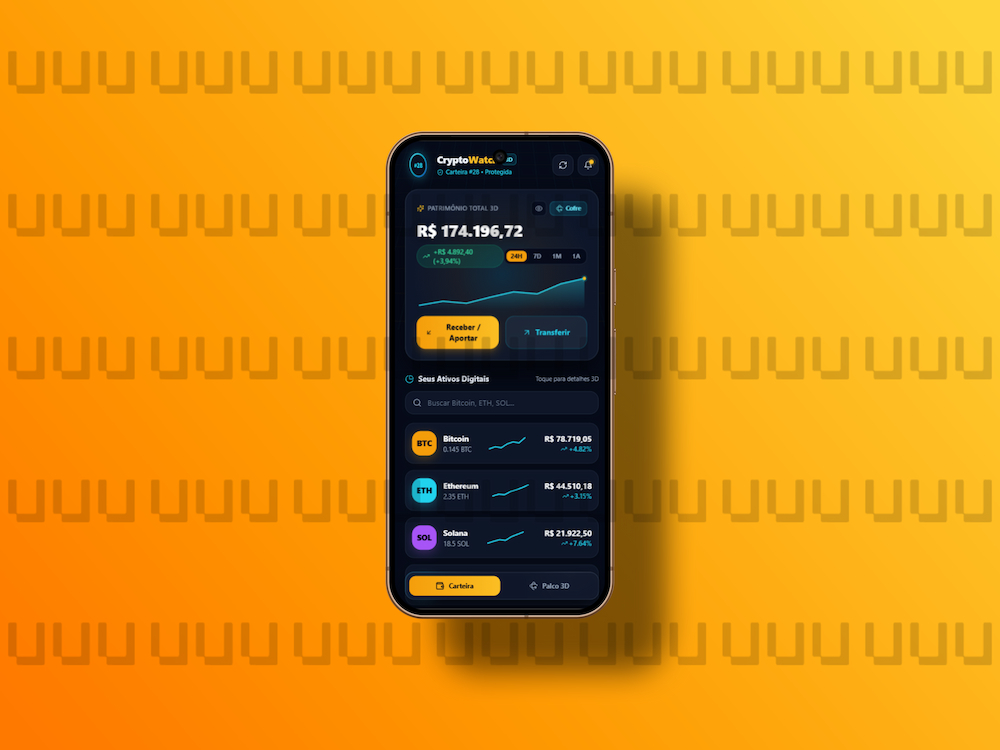 #28
CryptoWatc 3D
Carteira #28 • Protegida
PATRIMÔNIO TOTAL 3D
Cofre
R$ 174.196,72
+R$ 4.892,40
(+3,94%)
24H 7D 1M 1A
Receber /
Aportar
Transferir
Seus Ativos Digitais
Toque para detalhes 3D
Buscar Bitcoin, ETH, SOL...
BTC
Bitcoin
0.145 BTC
R$ 78.719,05
+4.82%
ETH
Ethereum
2.35 ETH
R$ 44.510,18
+3.15%
SOL
Solana
18.5 SOL
R$ 21.922,50
+7.64%
Carteira
Palco 3D